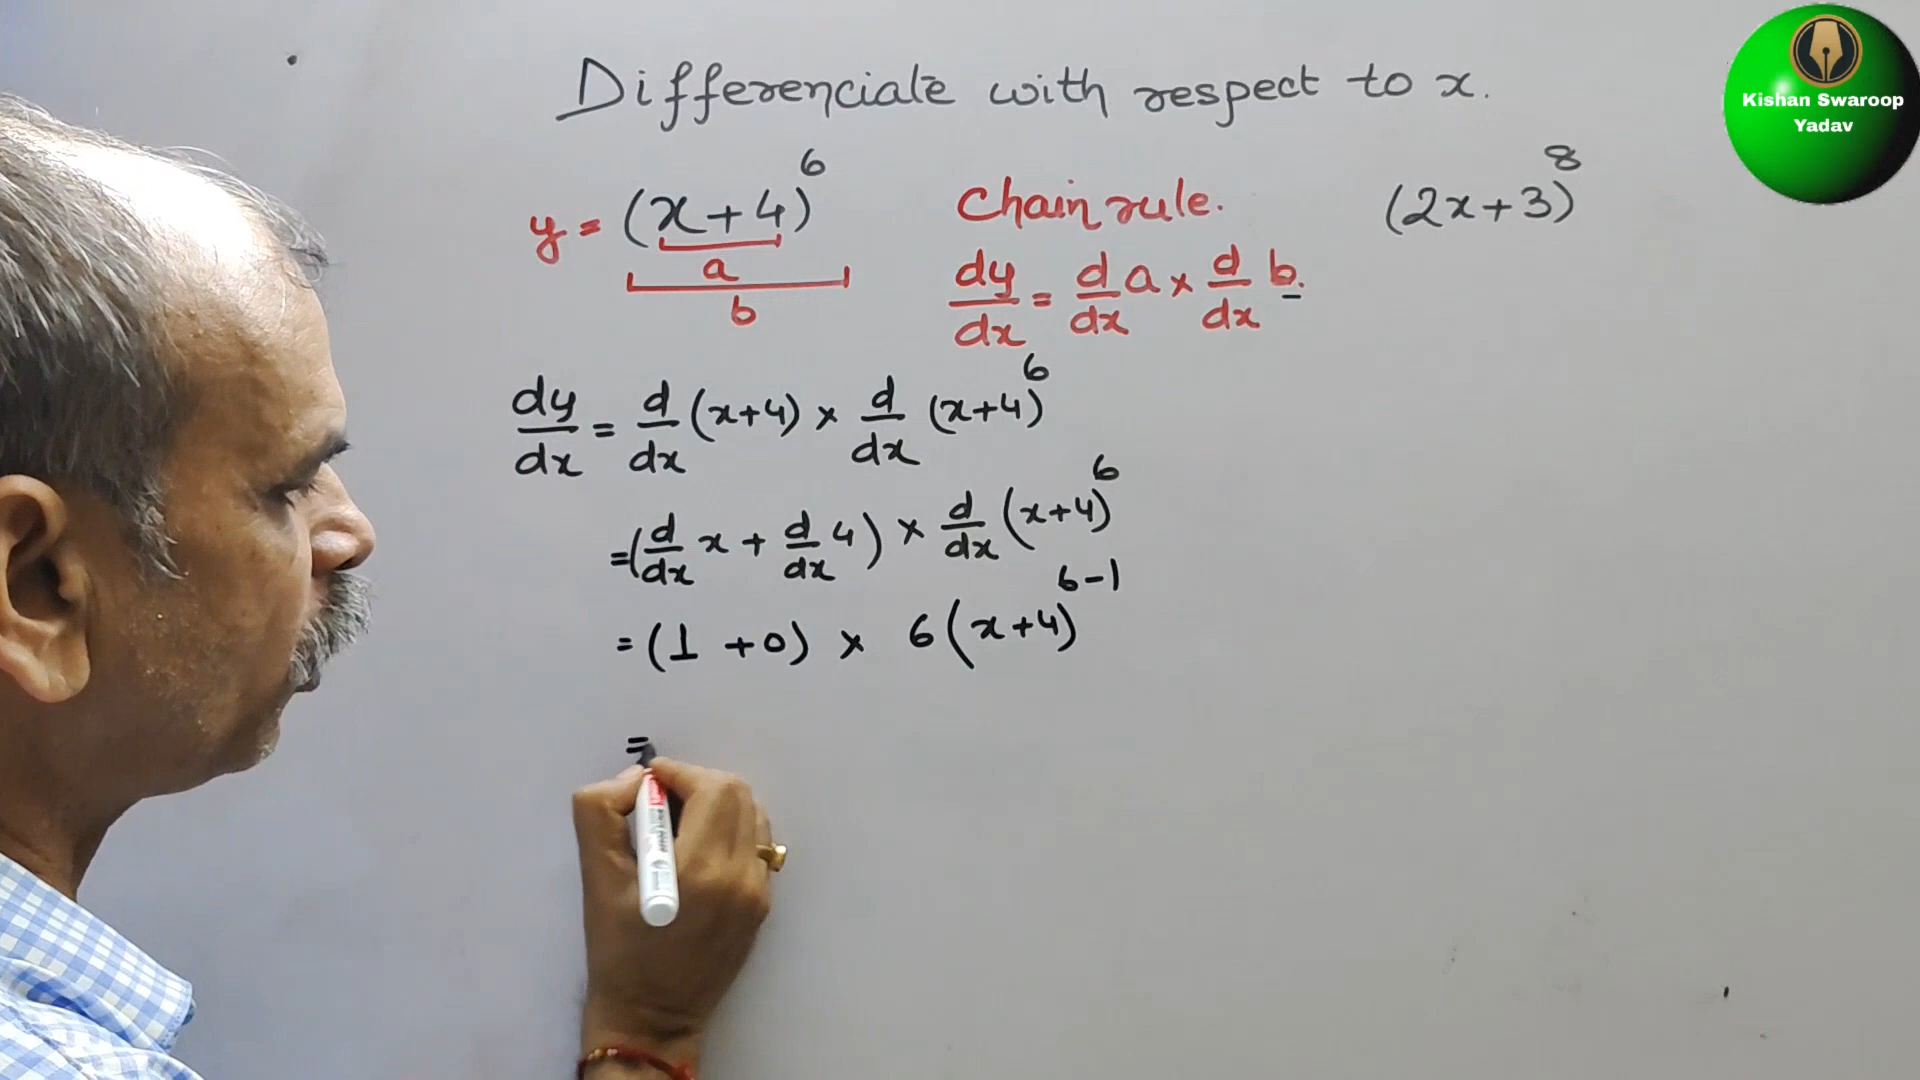 Differenciate with respect to x.
Kishan Swaroop
Yadav
y = (x+4)^6
a
b
Chain rule.
dy/dx = d/dx a × d/dx b.
(2x+3)^8
dy/dx = d/dx (x+4) × d/dx (x+4)^6
=(d/dx x + d/dx 4) × d/dx (x+4)^6
= (1 +0) × 6(x+4)^6-1
=